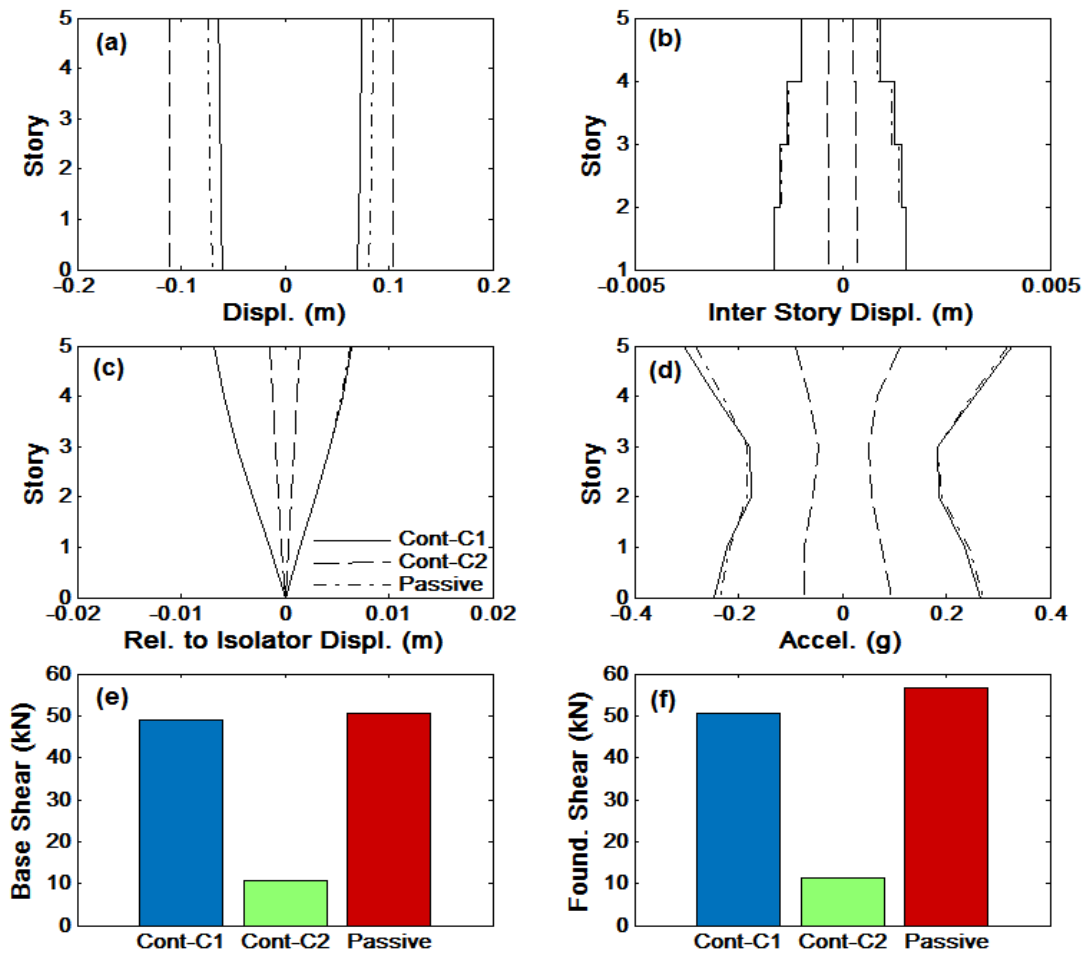 (a)
Story
5
4
3
2
1
0
-0.2
-0.1
0
0.1
0.2
Displ. (m)
(b)
Story
5
4
3
2
1
-0.005
0
0.005
Inter Story Displ. (m)
(c)
Story
5
4
3
2
1
0
-0.02
-0.01
0
0.01
0.02
Rel. to Isolator Displ. (m)
Cont-C1
Cont-C2
Passive
(d)
Story
5
4
3
2
1
0
-0.4
-0.2
0
0.2
0.4
Accel. (g)
(e)
Base Shear (kN)
60
50
40
30
20
10
0
Cont-C1
Cont-C2
Passive
(f)
Found. Shear (kN)
60
50
40
30
20
10
0
Cont-C1
Cont-C2
Passive